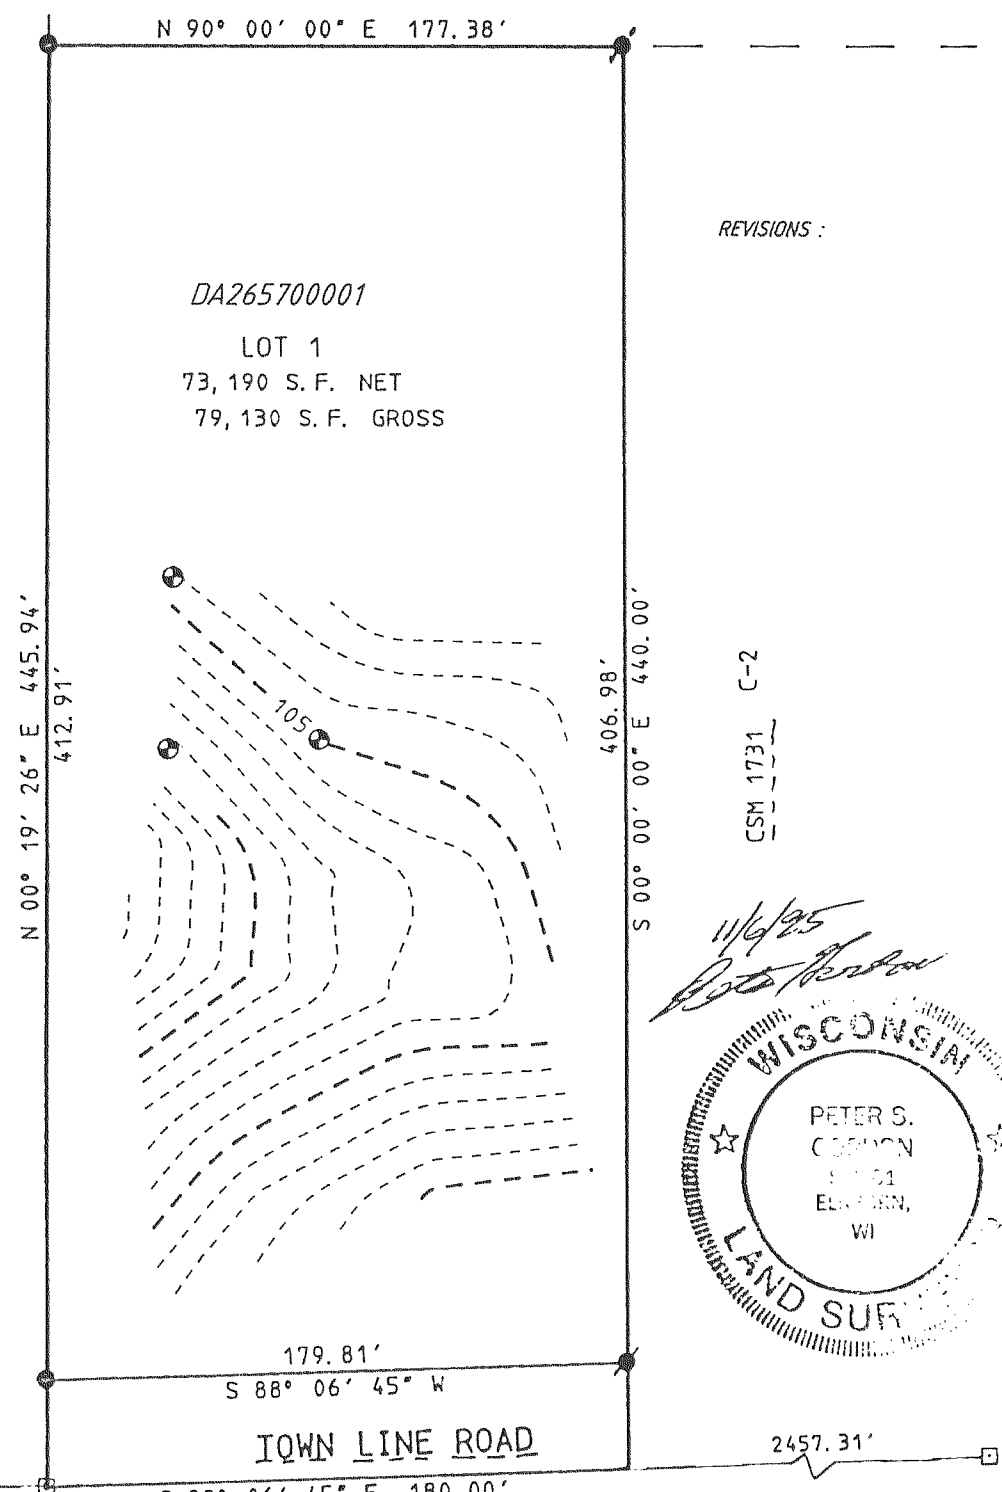 N 90° 00' 00" E 177.38'
REVISIONS :
DA265700001
LOT 1
73,190 S.F. NET
79,130 S.F. GROSS
N 00° 19' 26" E 445.94'
412.91'
105
406.98'
S 00° 00' 00" E 440.00'
CSM 1731 C-2
11/6/95
WISCONSIN
PETER S.
WI
LAND
179.81'
S 88° 06' 45" W
TOWN LINE ROAD
2457.31'
180.00'